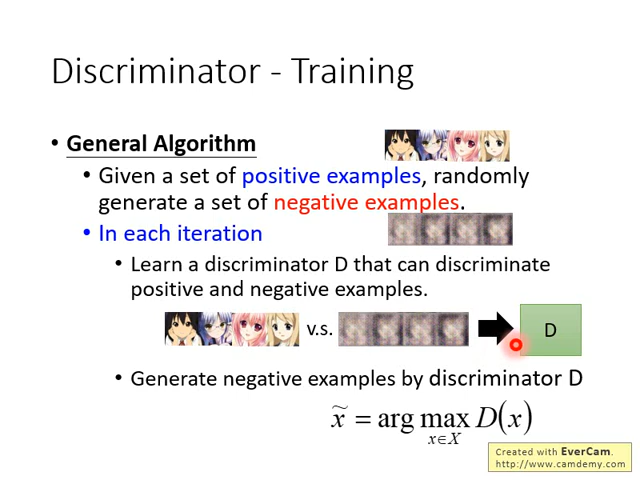 Discriminator - Training
• General Algorithm
• Given a set of positive examples, randomly
generate a set of negative examples.
• In each iteration
• Learn a discriminator D that can discriminate
positive and negative examples.
v.s.
D
• Generate negative examples by discriminator D
x̃ = arg max D(x)
x∈X
Created with EverCam.
http://www.camdemy.com